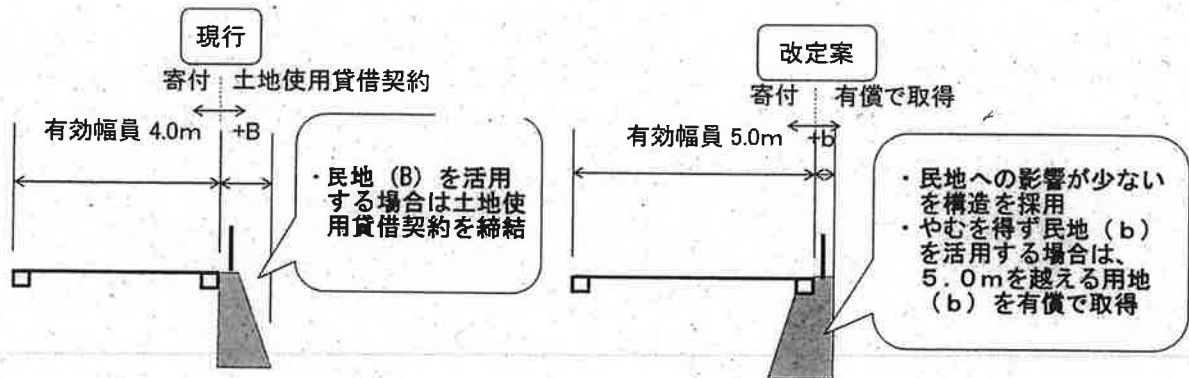 現行
寄付 土地使用貸借契約
有効幅員 4.0m +B
・民地(B)を活用
する場合は土地使
用貸借契約を締結
改定案
寄付 有償で取得
有効幅員 5.0m +b
・民地への影響が少ない
を構造を採用
・やむを得ず民地(b)
を活用する場合は、
5.0mを越える用地
(b)を有償で取得